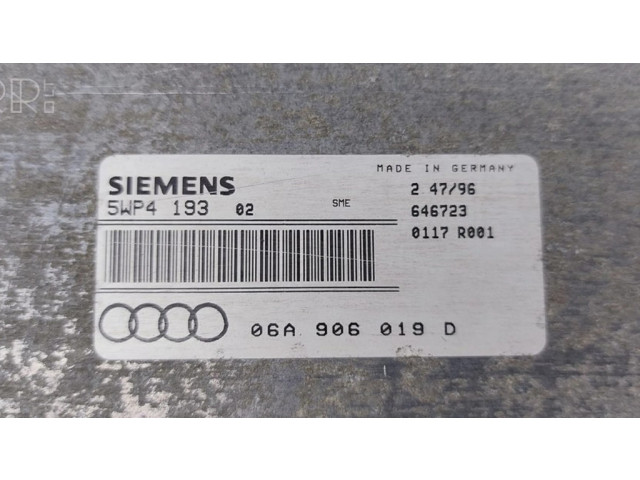 MADE IN GERMANY
SIEMENS
5WP4 193 02 SME 2 47/96
646723
0117 R001
06A 906 019 D